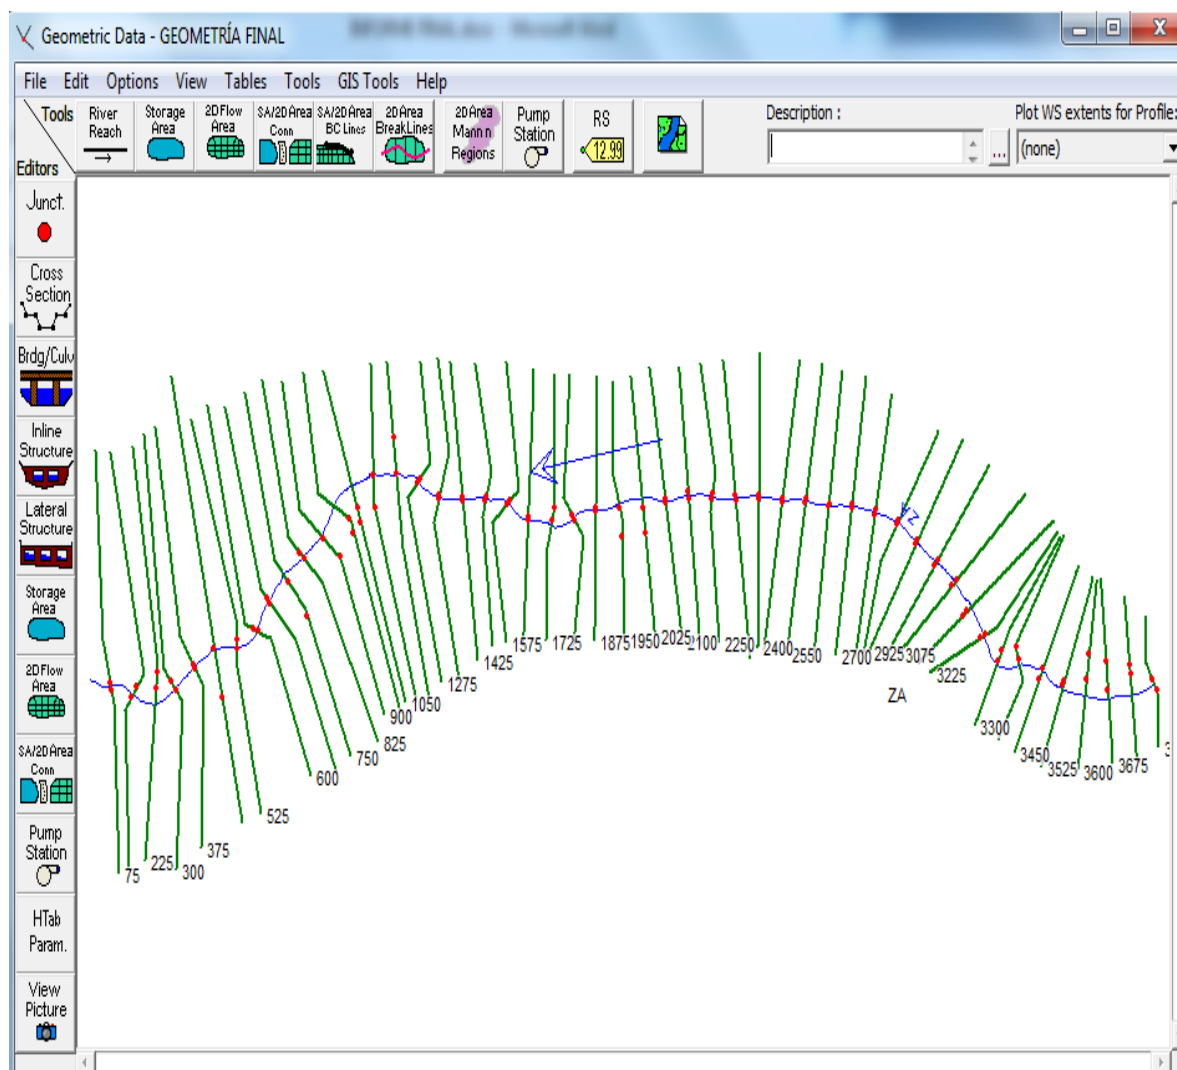 Geometric Data - GEOMETRÍA FINAL
File Edit Options View Tables Tools GIS Tools Help
Tools
Editors
River
Reach
Storage
Area
2D Flow
Area
SA/2D Area
Conn
SA/2D Area
BC Lines
2D Area
BreakLines
2D Area
Mann n
Regions
Pump
Station
RS
12.99
Description :
...
Plot WS extents for Profile:
(none)
Junct.
Cross
Section
Brdg/Culv
Inline
Structure
Lateral
Structure
Storage
Area
2D Flow
Area
SA/2D Area
Conn
Pump
Station
HTab
Param.
View
Picture
75
225
300
375
525
600
750
825
900
1050
1275
1425
1575
1725
1875
1950
2025
2100
2250
2400
2550
2700
2925
3075
3225
ZA
3300
3450
3525
3600
3675